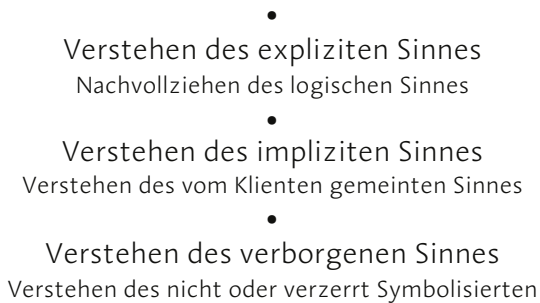 •
Verstehen des expliziten Sinnes
Nachvollziehen des logischen Sinnes
•
Verstehen des impliziten Sinnes
Verstehen des vom Klienten gemeinten Sinnes
•
Verstehen des verborgenen Sinnes
Verstehen des nicht oder verzerrt Symbolisierten